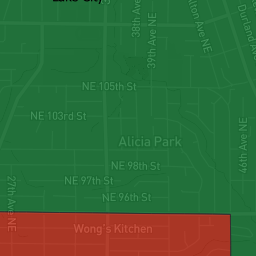 38th Ave
39th Ave NE
NE 105th St
NE 103rd St
Alicia Park
46th Ave NE
NE 98th St
27th Ave NE
NE 97th St
NE 96th St
Wong's Kitchen